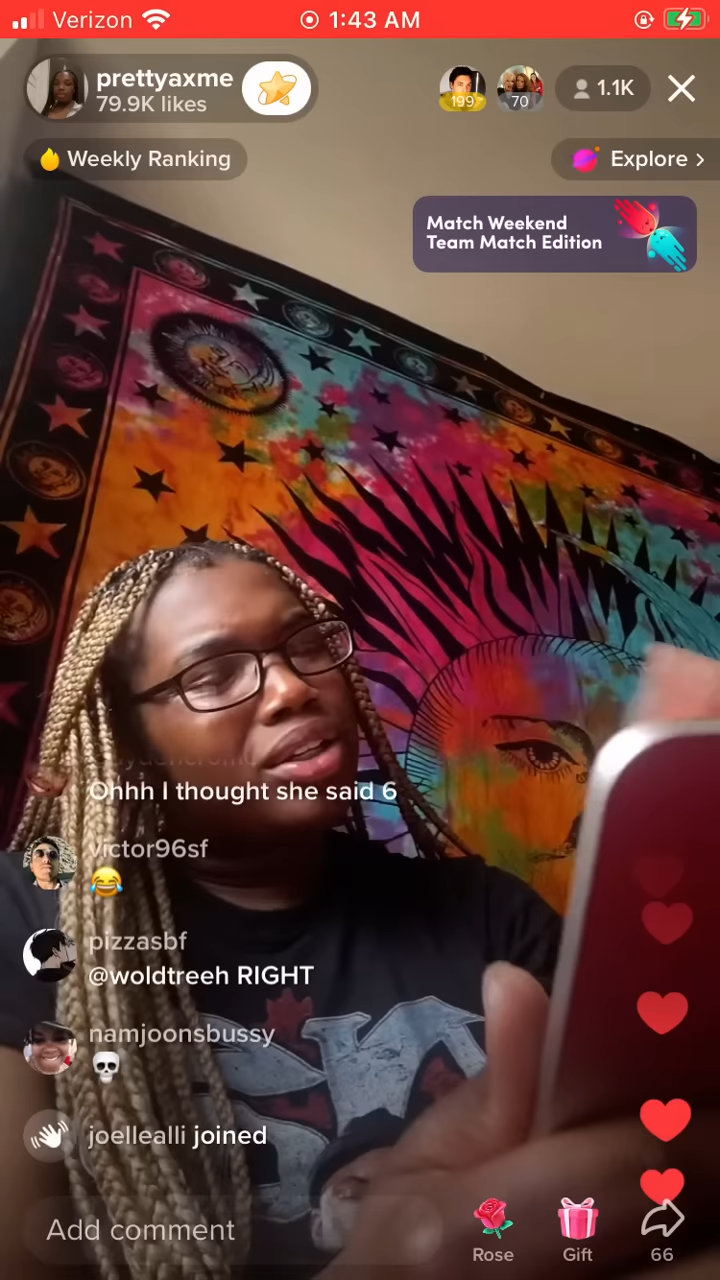 Verizon
1:43 AM
prettyaxme
79.9K likes
199
70
1.1K
Weekly Ranking
Explore >
Match Weekend
Team Match Edition
Ohhh I thought she said 6
victor96sf
😂
pizzasbf
@woldtreeh RIGHT
namjoonsbussy
💀
joellealli joined
Add comment
Rose
Gift
66